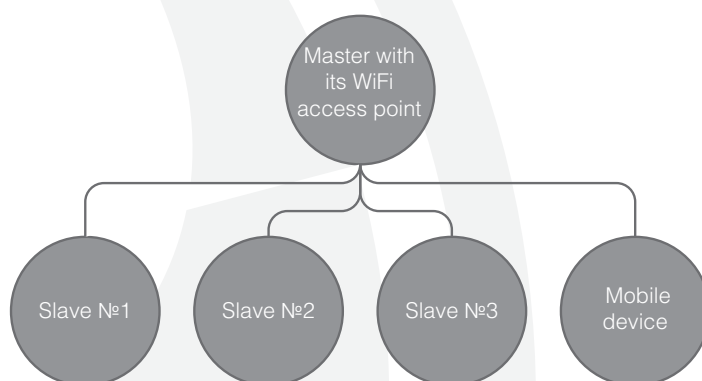 Master with
its WiFi
access point
Slave №1
Slave №2
Slave №3
Mobile
device